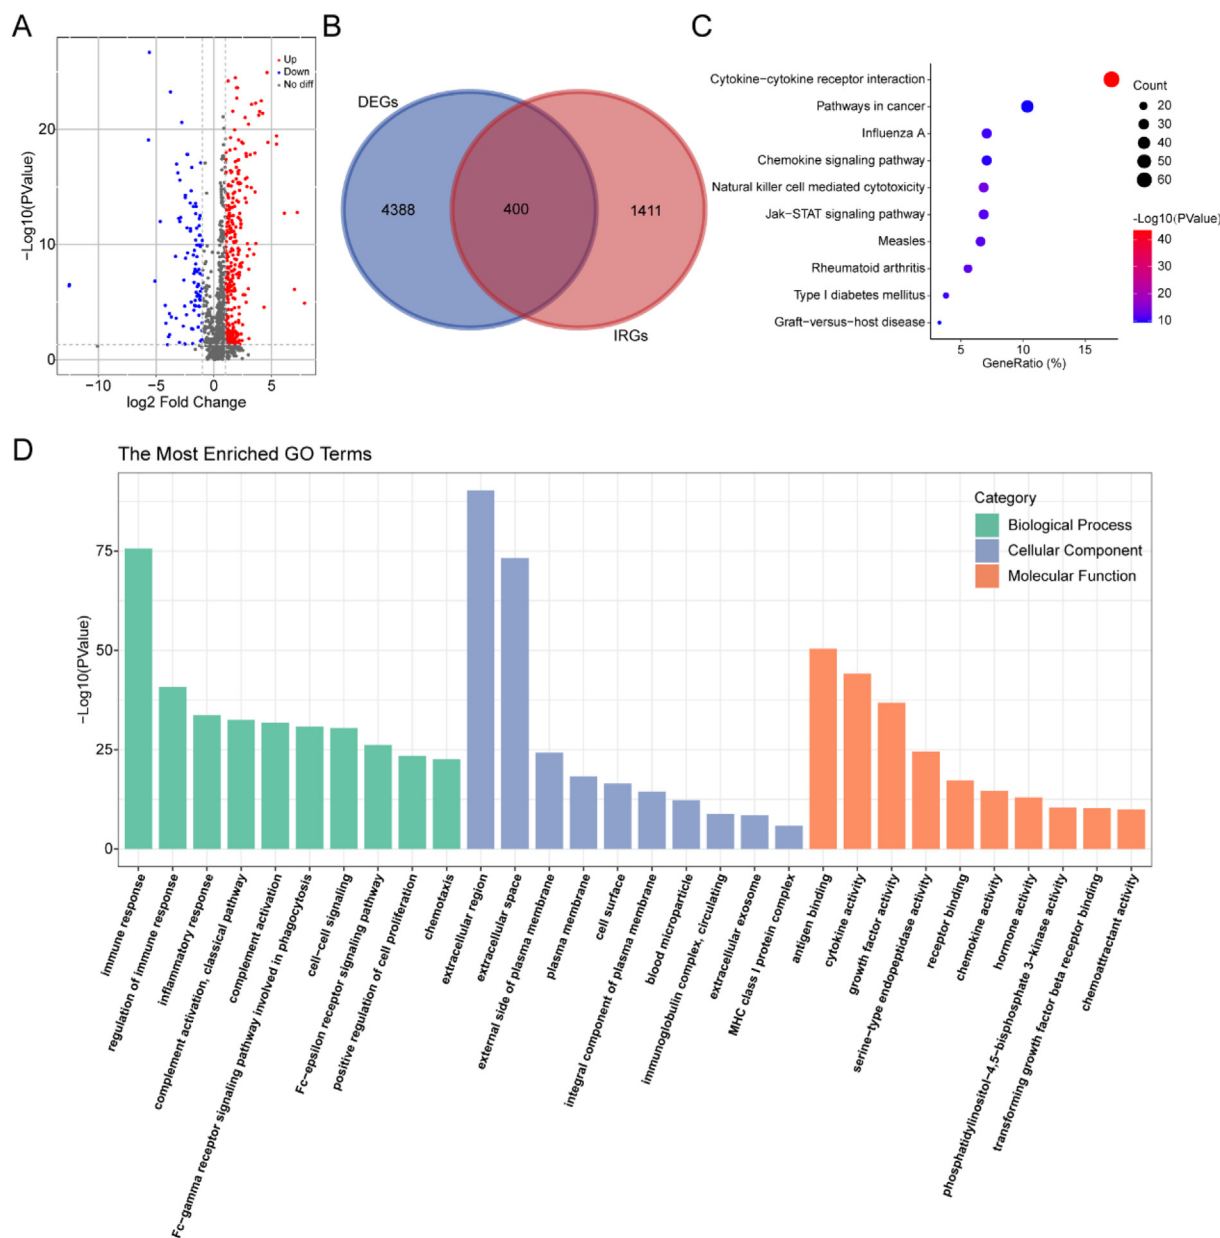 A
Up
Down
No diff
20
10
0
−10
−5
0
5
−Log10(PValue)
log2 Fold Change
B
DEGs
4388
400
1411
IRGs
C
Cytokine−cytokine receptor interaction
Pathways in cancer
Influenza A
Chemokine signaling pathway
Natural killer cell mediated cytotoxicity
Jak−STAT signaling pathway
Measles
Rheumatoid arthritis
Type I diabetes mellitus
Graft−versus−host disease
5
10
15
GeneRatio (%)
Count
20
30
40
50
60
-Log10(PValue)
40
30
20
10
D
The Most Enriched GO Terms
−Log10(PValue)
75
50
25
0
Category
Biological Process
Cellular Component
Molecular Function
immune response
regulation of immune response
inflammatory response
complement activation, classical pathway
complement activation
Fc−gamma receptor signaling pathway involved in phagocytosis
cell−cell signaling
Fc−epsilon receptor signaling pathway
positive regulation of cell proliferation
chemotaxis
extracellular region
extracellular space
external side of plasma membrane
plasma membrane
cell surface
integral component of plasma membrane
blood microparticle
immunoglobulin complex, circulating
extracellular exosome
MHC class I protein complex
antigen binding
cytokine activity
growth factor activity
serine−type endopeptidase activity
receptor binding
chemokine activity
hormone activity
phosphatidylinositol−4,5−bisphosphate 3−kinase activity
transforming growth factor beta receptor binding
chemoattractant activity